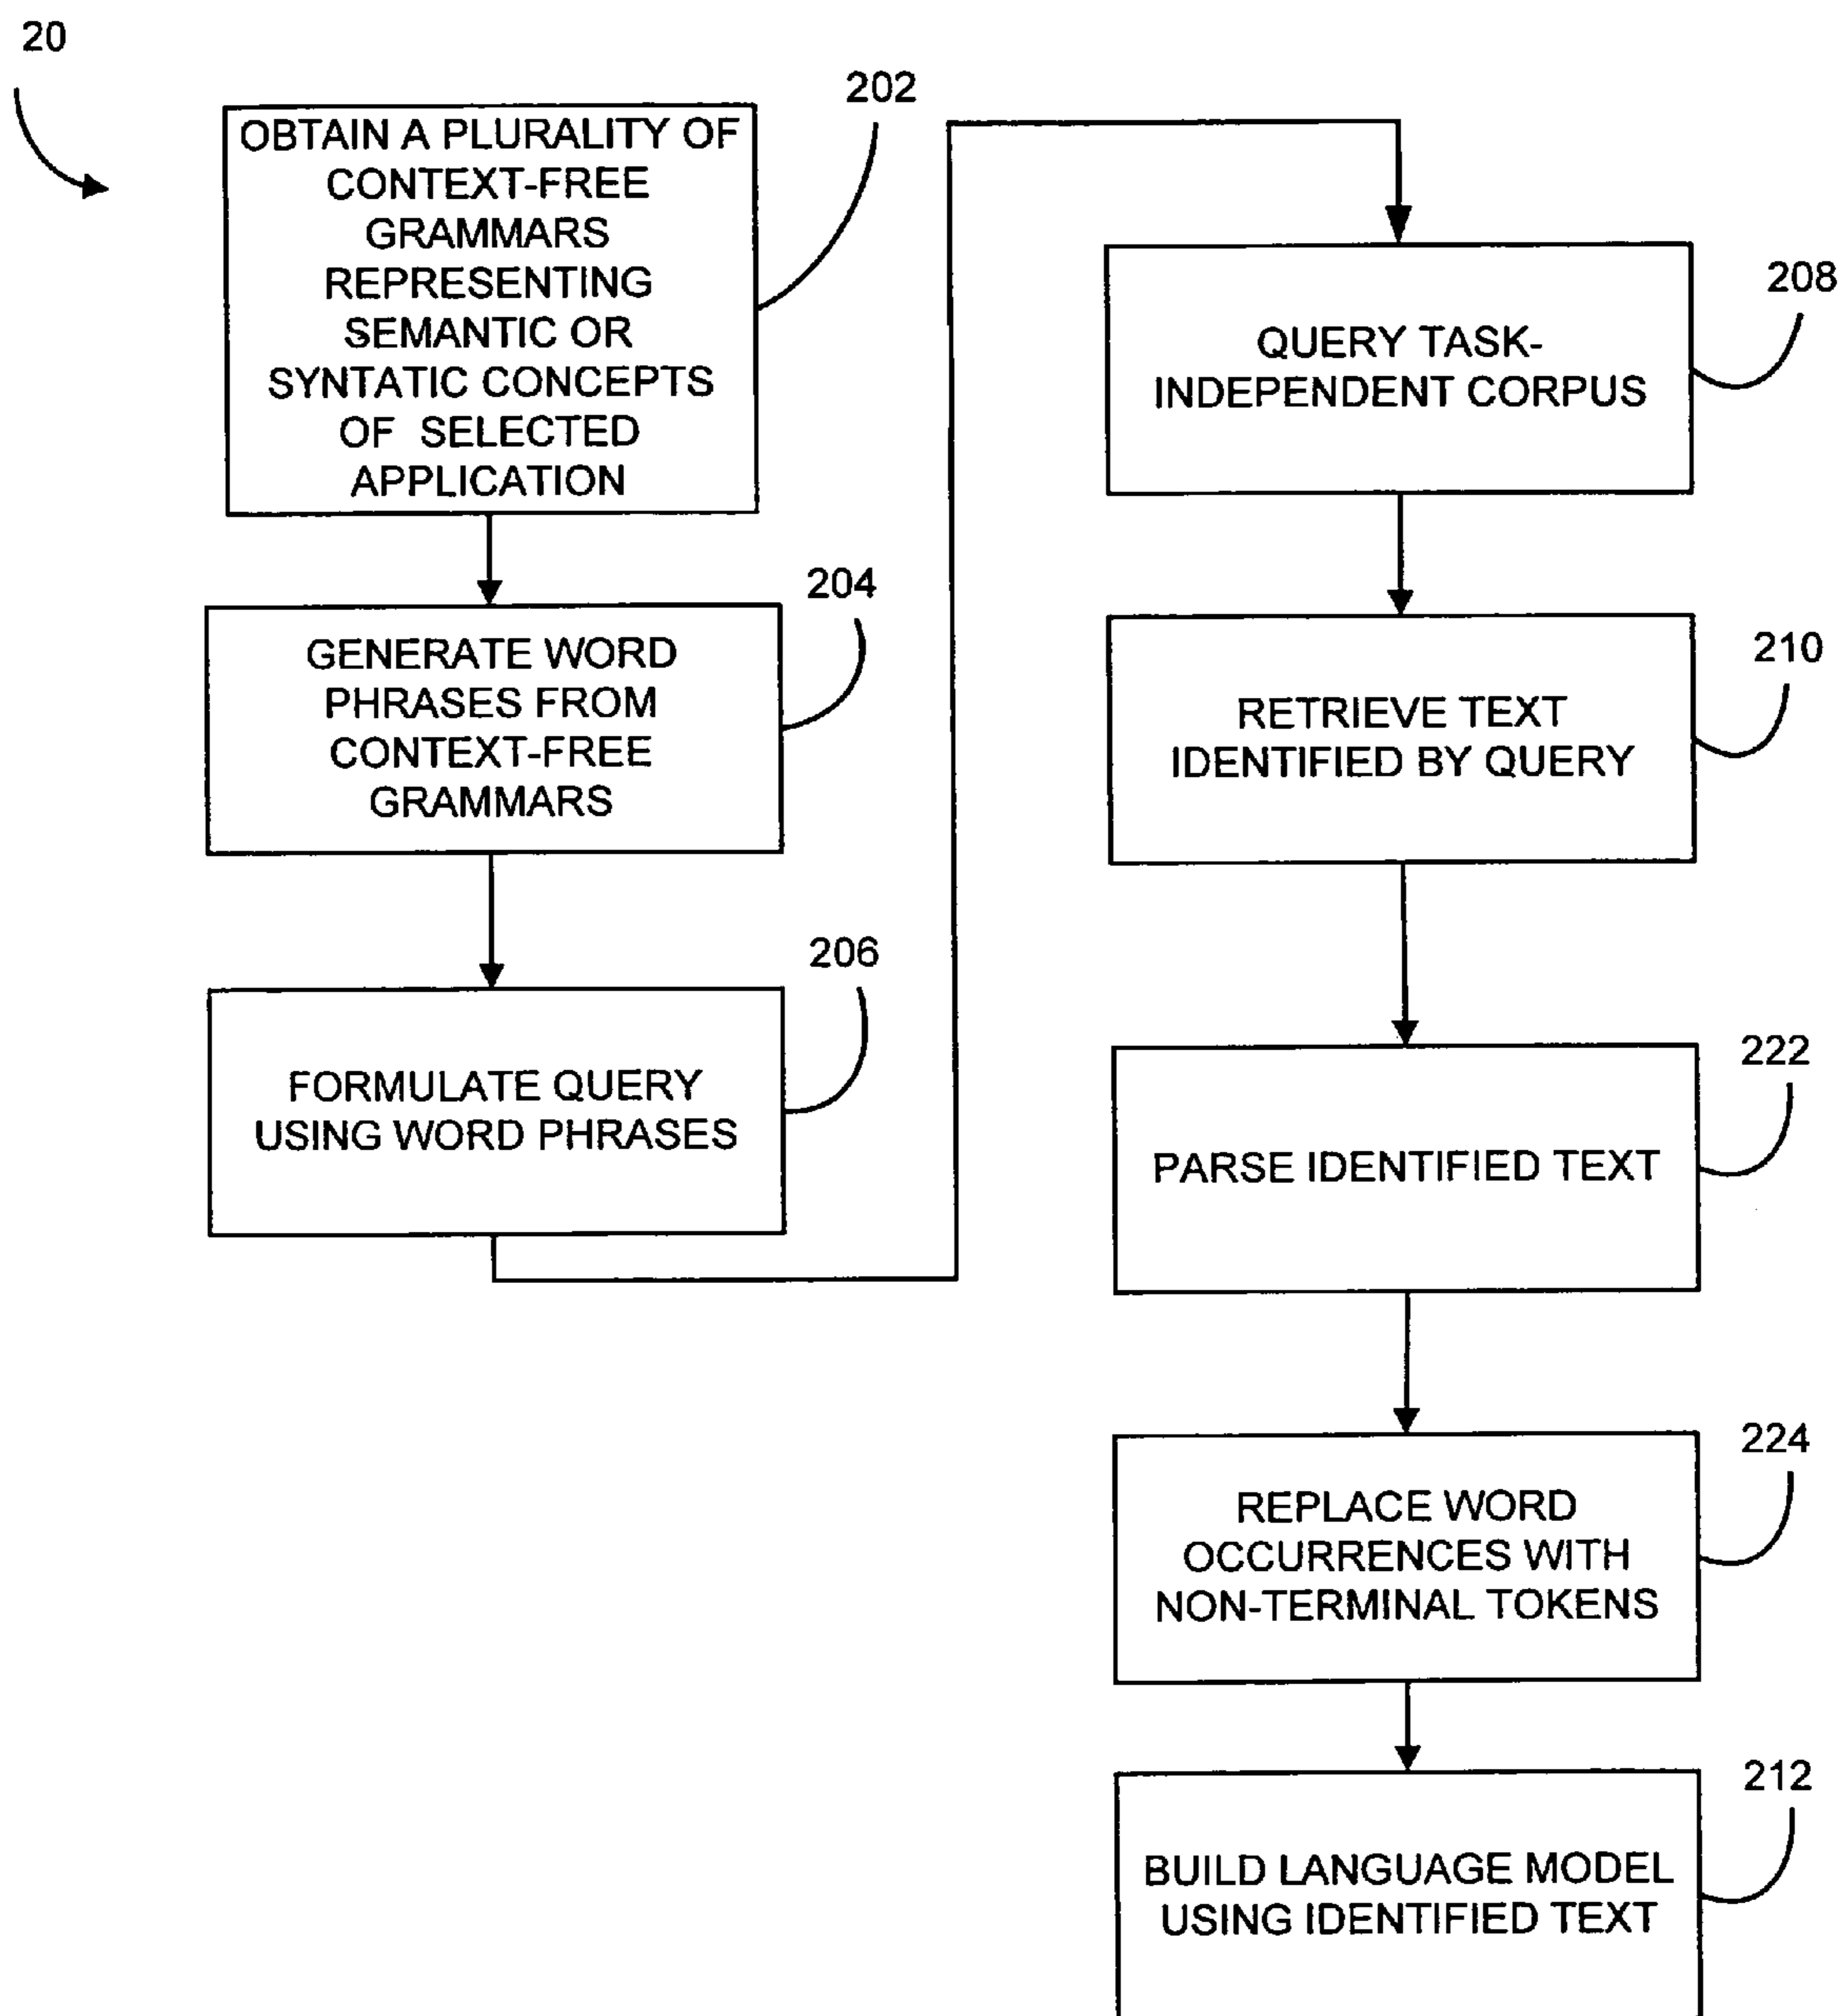 20
202
OBTAIN A PLURALITY OF
CONTEXT-FREE
GRAMMARS
REPRESENTING
SEMANTIC OR
SYNTATIC CONCEPTS
OF SELECTED
APPLICATION
204
GENERATE WORD
PHRASES FROM
CONTEXT-FREE
GRAMMARS
206
FORMULATE QUERY
USING WORD PHRASES
208
QUERY TASK-
INDEPENDENT CORPUS
210
RETRIEVE TEXT
IDENTIFIED BY QUERY
222
PARSE IDENTIFIED TEXT
224
REPLACE WORD
OCCURRENCES WITH
NON-TERMINAL TOKENS
212
BUILD LANGUAGE MODEL
USING IDENTIFIED TEXT